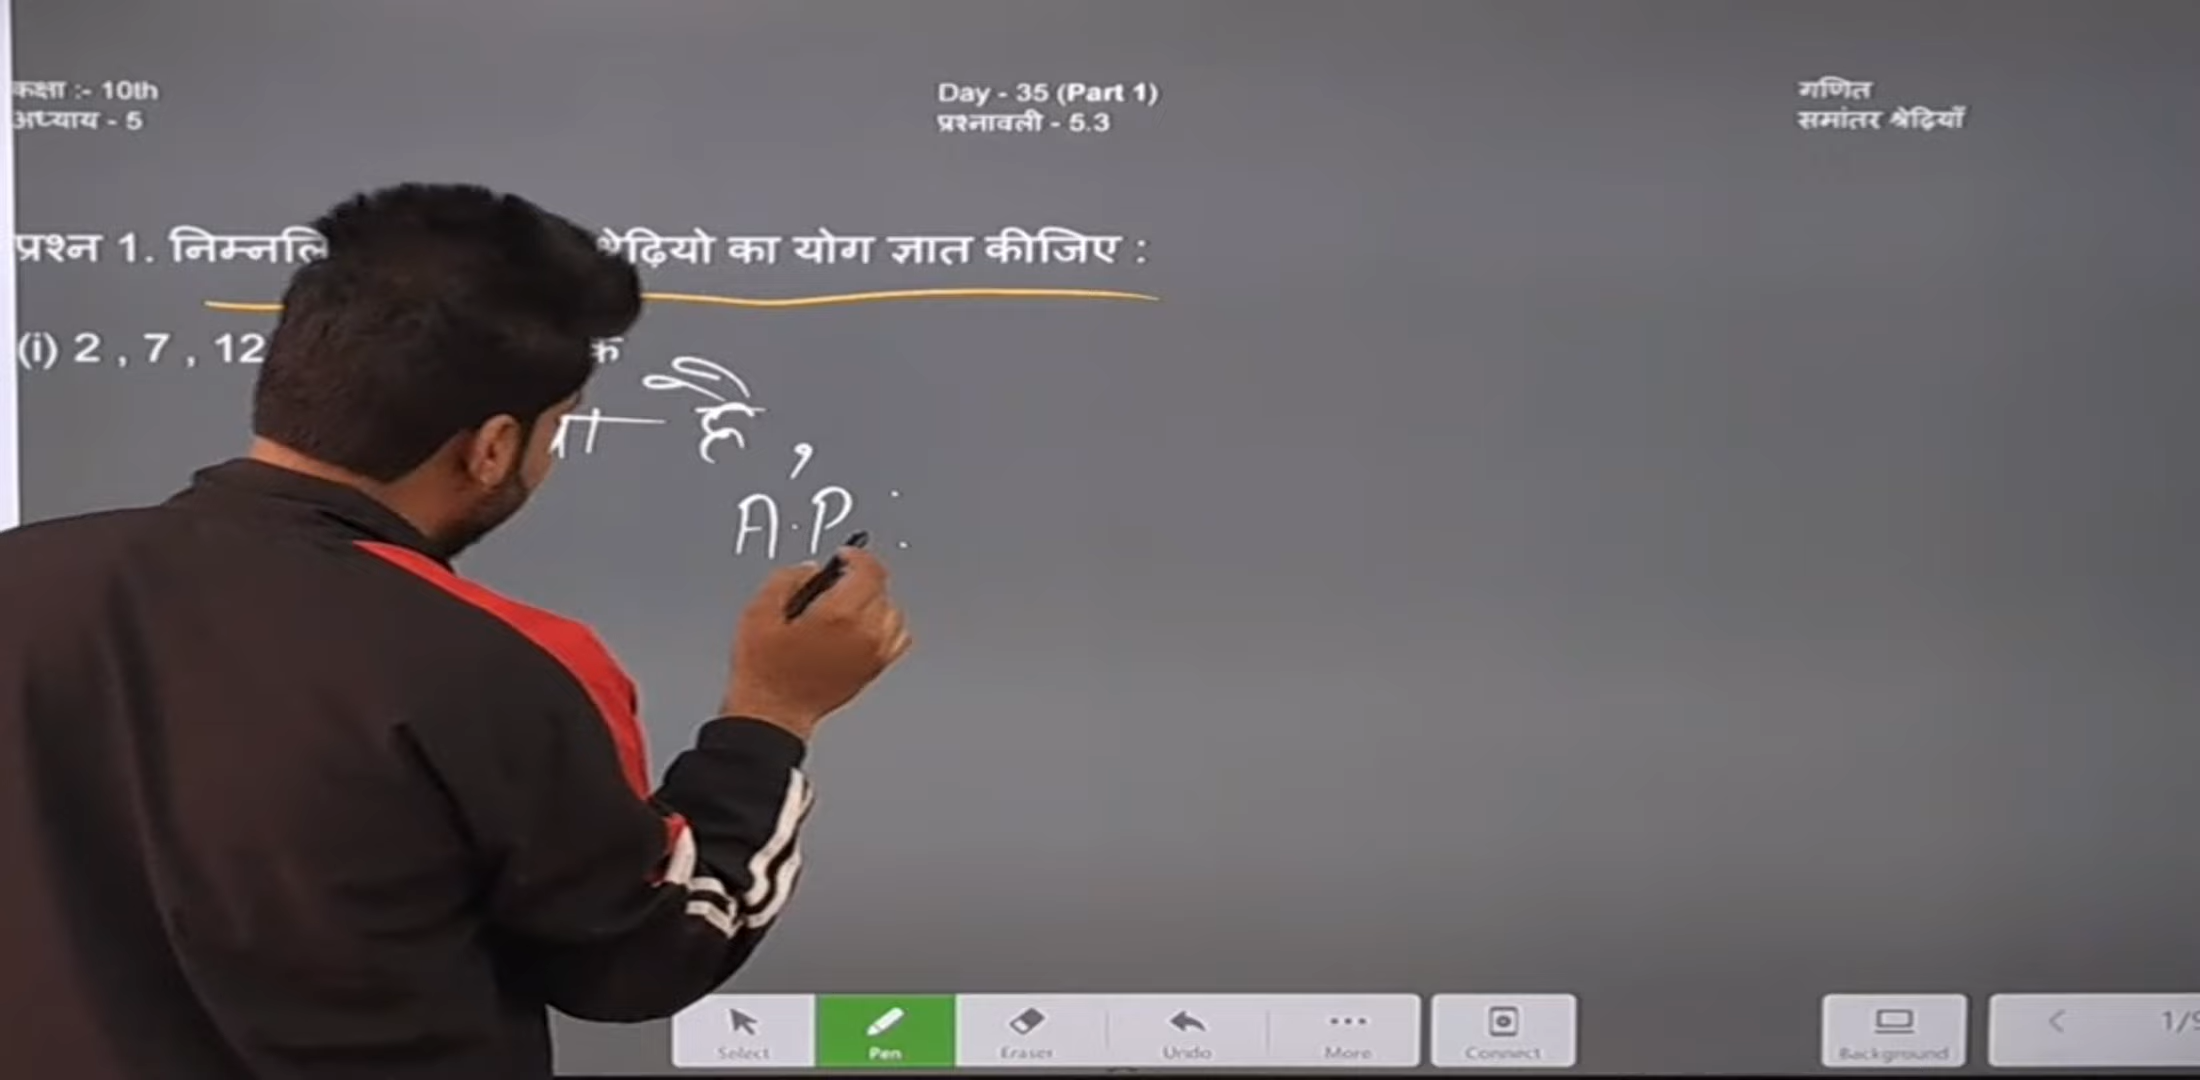 कक्षा :- 10th
अध्याय - 5
Day - 35 (Part 1)
प्रश्नावली - 5.3
गणित
समांतर श्रेढ़ियाँ
प्रश्न 1. का योग ज्ञात कीजिए :
(i) 2 , 7 , 12
है ,
A.P. :
Select
Pen
Eraser
Undo
More
Connect
Background